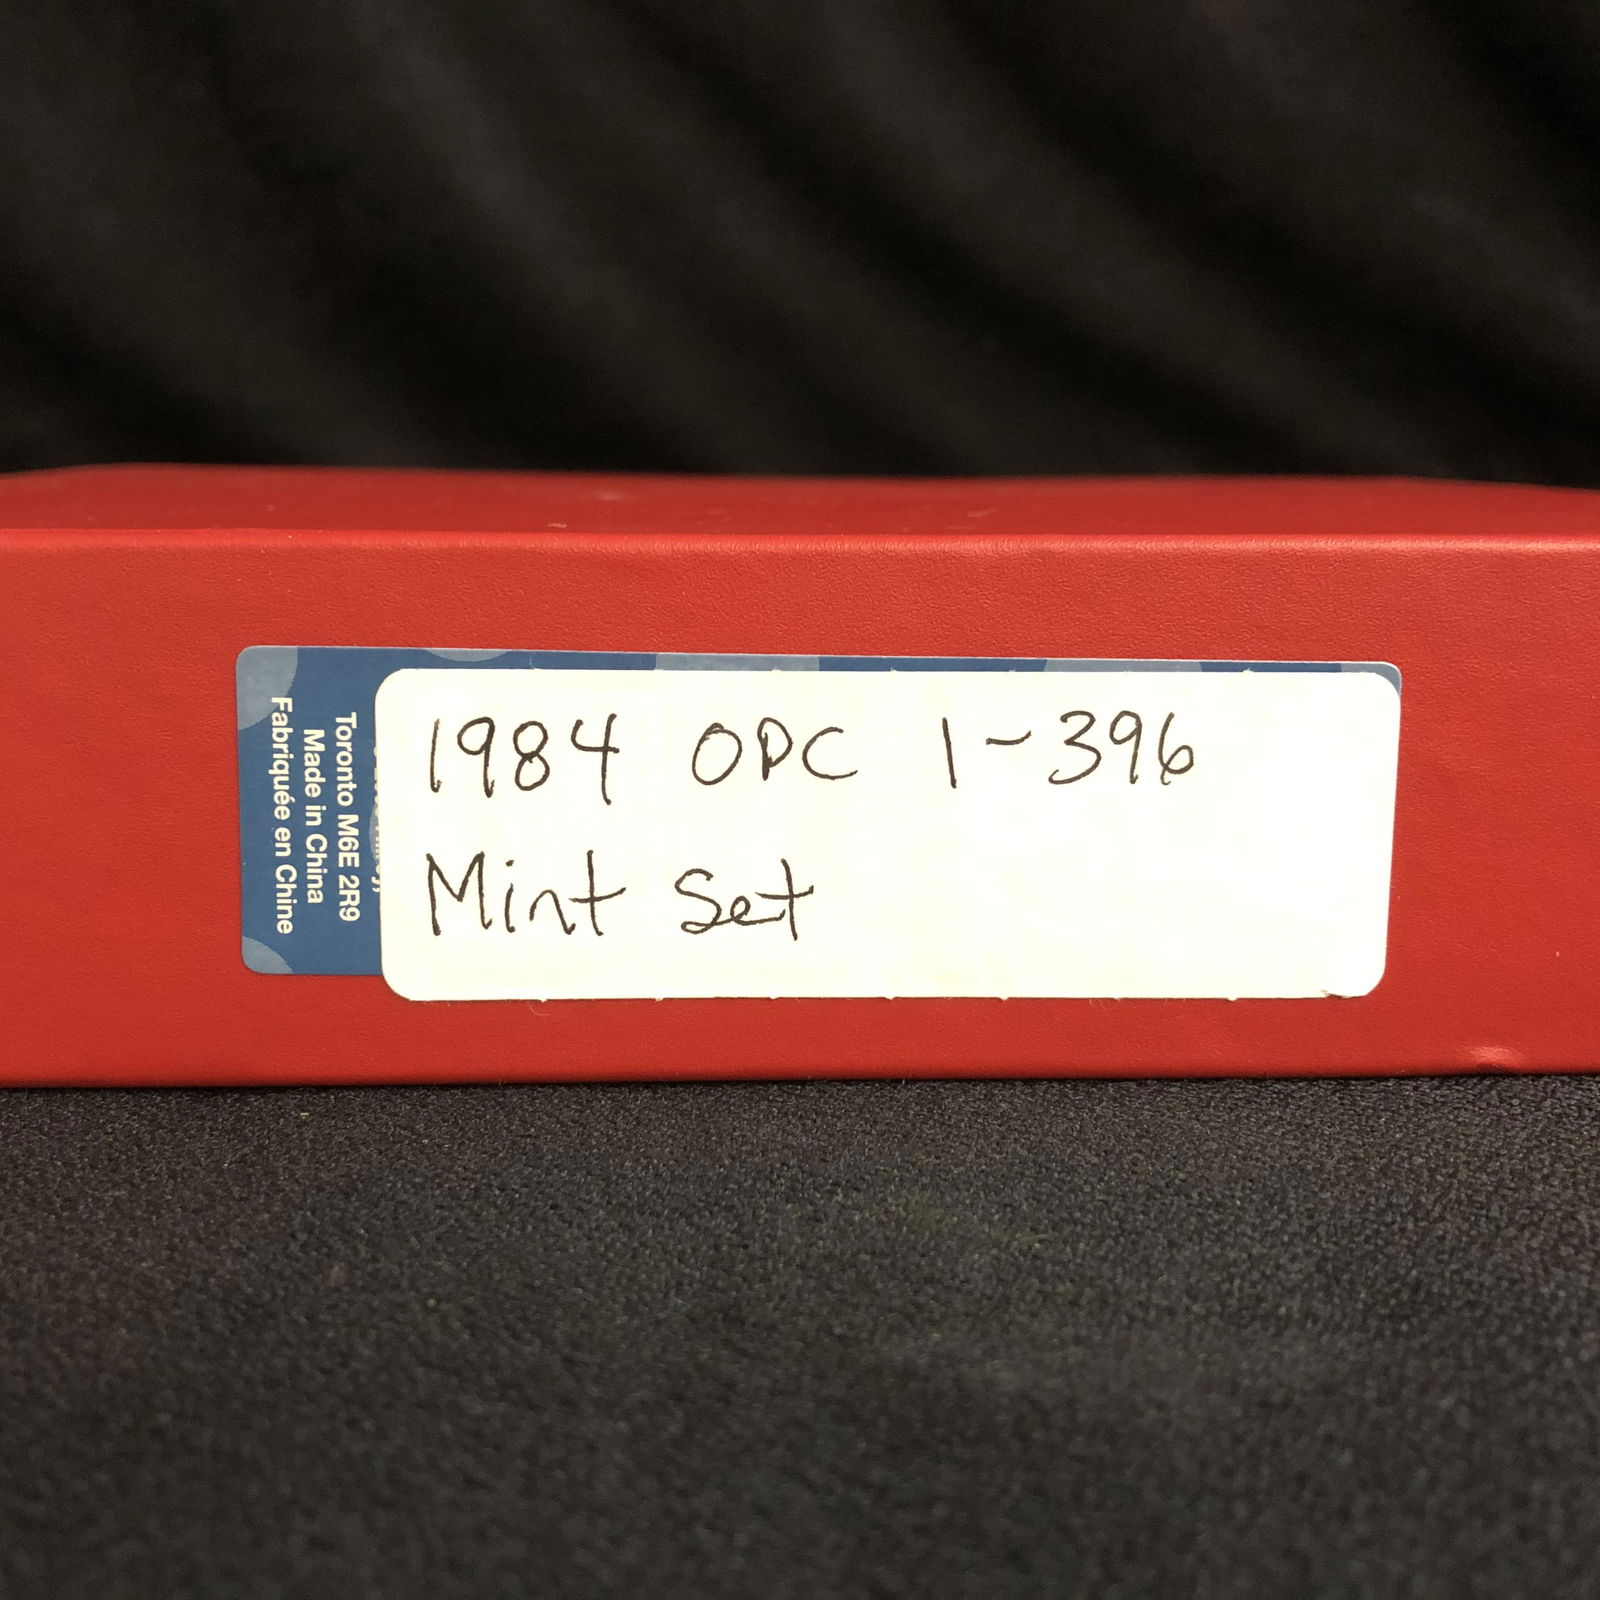 1984 OPC 1-396
Mint Set
Toronto M6E 2R9
Made in China
Fabriquée en Chine